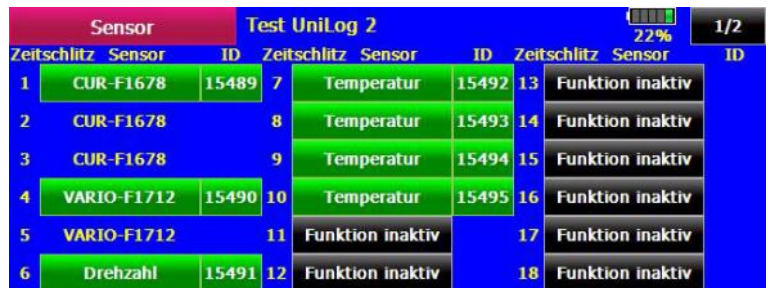 Sensor Test UniLog 2 22% 1/2
Zeitschlitz Sensor ID Zeitschlitz Sensor ID Zeitschlitz Sensor ID
1 CUR-F1678 15489 7 Temperatur 15492 13 Funktion inaktiv
2 CUR-F1678 8 Temperatur 15493 14 Funktion inaktiv
3 CUR-F1678 9 Temperatur 15494 15 Funktion inaktiv
4 VARIO-F1712 15490 10 Temperatur 15495 16 Funktion inaktiv
5 VARIO-F1712 11 Funktion inaktiv 17 Funktion inaktiv
6 Drehzahl 15491 12 Funktion inaktiv 18 Funktion inaktiv